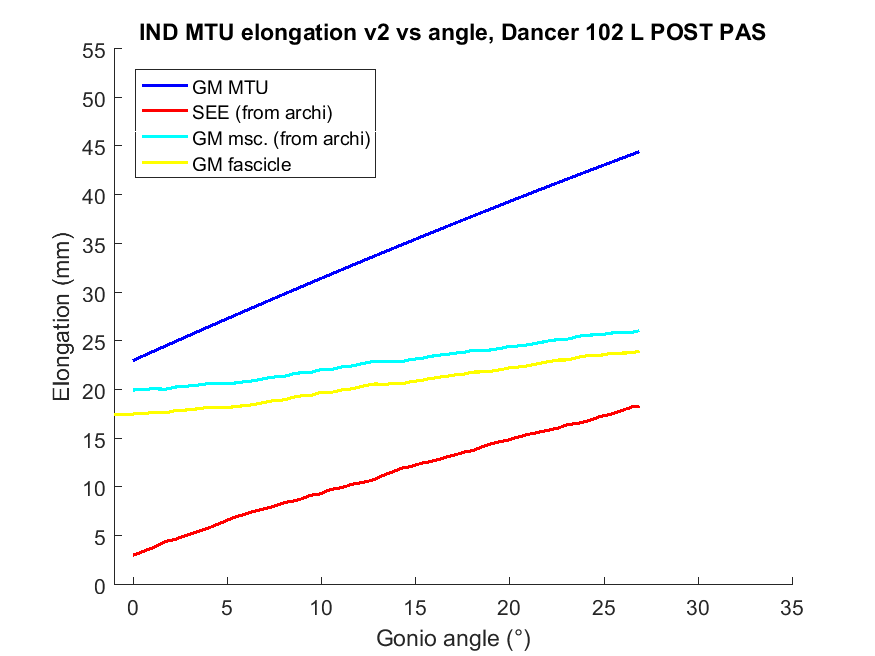 IND MTU elongation v2 vs angle, Dancer 102 L POST PAS
55
50
45
40
35
30
25
20
15
10
5
0
Elongation (mm)
GM MTU
SEE (from archi)
GM msc. (from archi)
GM fascicle
0 5 10 15 20 25 30 35
Gonio angle (°)